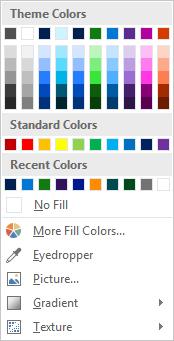 Theme Colors
Standard Colors
Recent Colors
No Fill
More Fill Colors...
Eyedropper
Picture...
Gradient
Texture